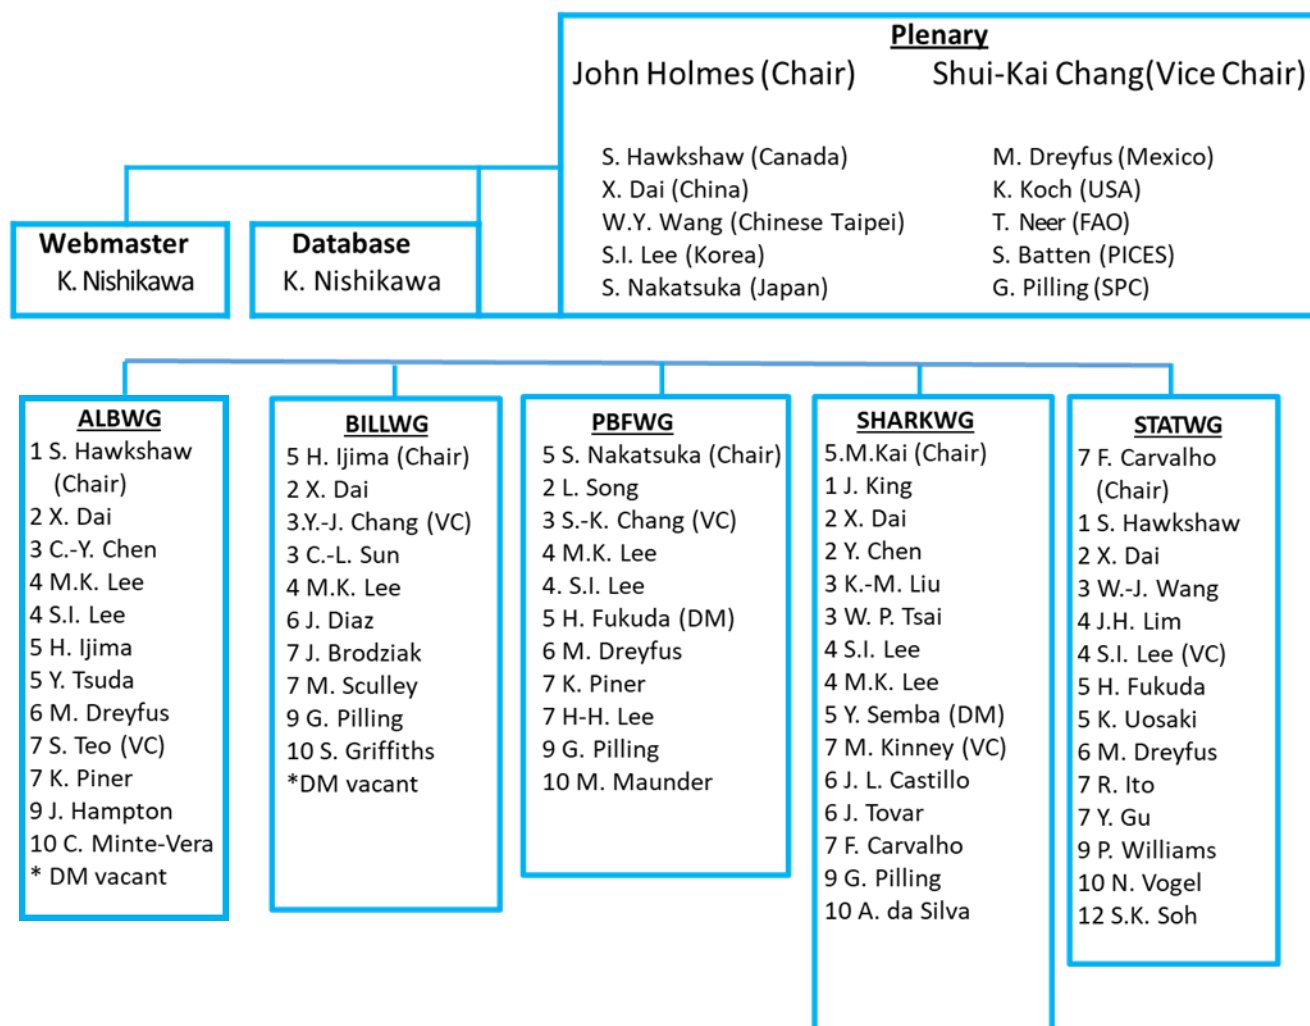 Plenary
John Holmes (Chair) Shui-Kai Chang(Vice Chair)
S. Hawkshaw (Canada) M. Dreyfus (Mexico)
X. Dai (China) K. Koch (USA)
W.Y. Wang (Chinese Taipei) T. Neer (FAO)
S.I. Lee (Korea) S. Batten (PICES)
S. Nakatsuka (Japan) G. Pilling (SPC)
Webmaster
K. Nishikawa
Database
K. Nishikawa
ALBWG
1 S. Hawkshaw
(Chair)
2 X. Dai
3 C.-Y. Chen
4 M.K. Lee
4 S.I. Lee
5 H. Ijima
5 Y. Tsuda
6 M. Dreyfus
7 S. Teo (VC)
7 K. Piner
9 J. Hampton
10 C. Minte-Vera
* DM vacant
BILLWG
5 H. Ijima (Chair)
2 X. Dai
3.Y.-J. Chang (VC)
3 C.-L. Sun
4 M.K. Lee
6 J. Diaz
7 J. Brodziak
7 M. Sculley
9 G. Pilling
10 S. Griffiths
*DM vacant
PBFWG
5 S. Nakatsuka (Chair)
2 L. Song
3 S.-K. Chang (VC)
4 M.K. Lee
4. S.I. Lee
5 H. Fukuda (DM)
6 M. Dreyfus
7 K. Piner
7 H-H. Lee
9 G. Pilling
10 M. Maunder
SHARKWG
5.M.Kai (Chair)
1 J. King
2 X. Dai
2 Y. Chen
3 K.-M. Liu
3 W. P. Tsai
4 S.I. Lee
4 M.K. Lee
5 Y. Semba (DM)
7 M. Kinney (VC)
6 J. L. Castillo
6 J. Tovar
7 F. Carvalho
9 G. Pilling
10 A. da Silva
STATWG
7 F. Carvalho
(Chair)
1 S. Hawkshaw
2 X. Dai
3 W.-J. Wang
4 J.H. Lim
4 S.I. Lee (VC)
5 H. Fukuda
5 K. Uosaki
6 M. Dreyfus
7 R. Ito
7 Y. Gu
9 P. Williams
10 N. Vogel
12 S.K. Soh